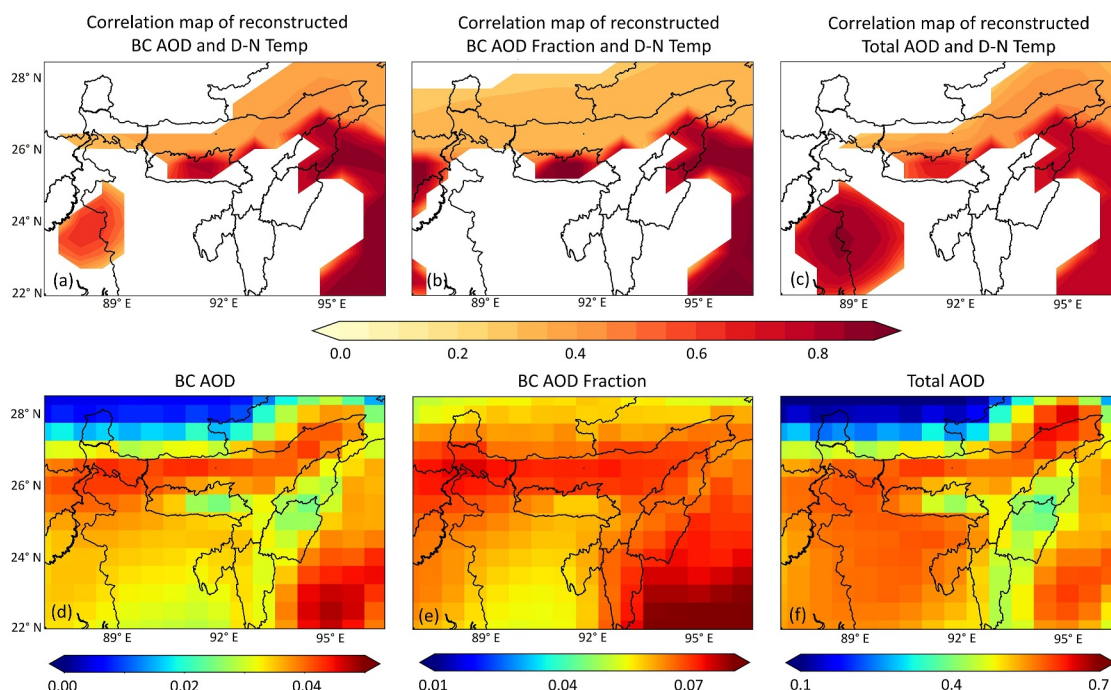 Correlation map of reconstructed
BC AOD and D-N Temp
Correlation map of reconstructed
BC AOD Fraction and D-N Temp
Correlation map of reconstructed
Total AOD and D-N Temp
28° N
26° N
24° N
22° N
(a)
(b)
(c)
89° E
92° E
95° E
89° E
92° E
95° E
89° E
92° E
95° E
0.0
0.2
0.4
0.6
0.8
BC AOD
BC AOD Fraction
Total AOD
28° N
26° N
24° N
22° N
(d)
(e)
(f)
89° E
92° E
95° E
89° E
92° E
95° E
89° E
92° E
95° E
0.00
0.02
0.04
0.01
0.04
0.07
0.1
0.4
0.7